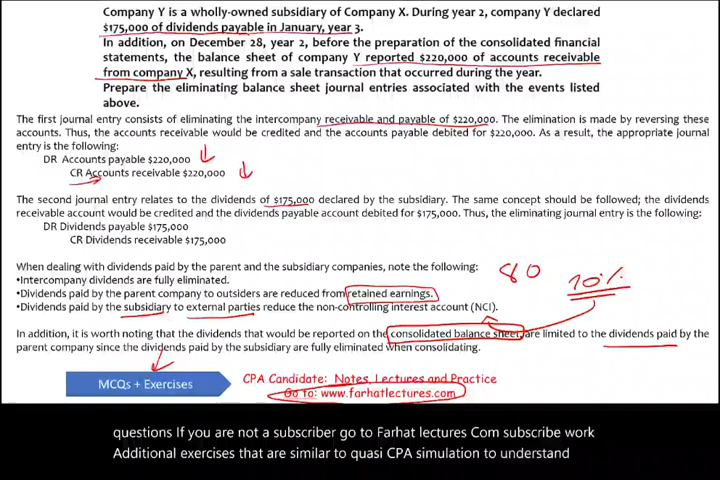 Company Y is a wholly-owned subsidiary of Company X. During year 2, company Y declared
$175,000 of dividends payable in January, year 3.
In addition, on December 28, year 2, before the preparation of the consolidated financial
statements, the balance sheet of company Y reported $220,000 of accounts receivable
from company X, resulting from a sale transaction that occurred during the year.
Prepare the eliminating balance sheet journal entries associated with the events listed
above.
The first journal entry consists of eliminating the intercompany receivable and payable of $220,000. The elimination is made by reversing these
accounts. Thus, the accounts receivable would be credited and the accounts payable debited for $220,000. As a result, the appropriate journal
entry is the following:
DR Accounts payable $220,000
CR Accounts receivable $220,000
The second journal entry relates to the dividends of $175,000 declared by the subsidiary. The same concept should be followed; the dividends
receivable account would be credited and the dividends payable account debited for $175,000. Thus, the eliminating journal entry is the following:
DR Dividends payable $175,000
CR Dividends receivable $175,000
When dealing with dividends paid by the parent and the subsidiary companies, note the following:
•Intercompany dividends are fully eliminated.
•Dividends paid by the parent company to outsiders are reduced from retained earnings.
•Dividends paid by the subsidiary to external parties reduce the non-controlling interest account (NCI).
80
In addition, it is worth noting that the dividends that would be reported on the consolidated balance sheet, are limited to the dividends paid by the
parent company since the dividends paid by the subsidiary are fully eliminated when consolidating.
MCQs + Exercises
CPA Candidate: Notes, Lectures and Practice
Go to: www.farhatlectures.com
questions If you are not a subscriber go to Farhat lectures Com subscribe work
Additional exercises that are similar to quasi CPA simulation to understand